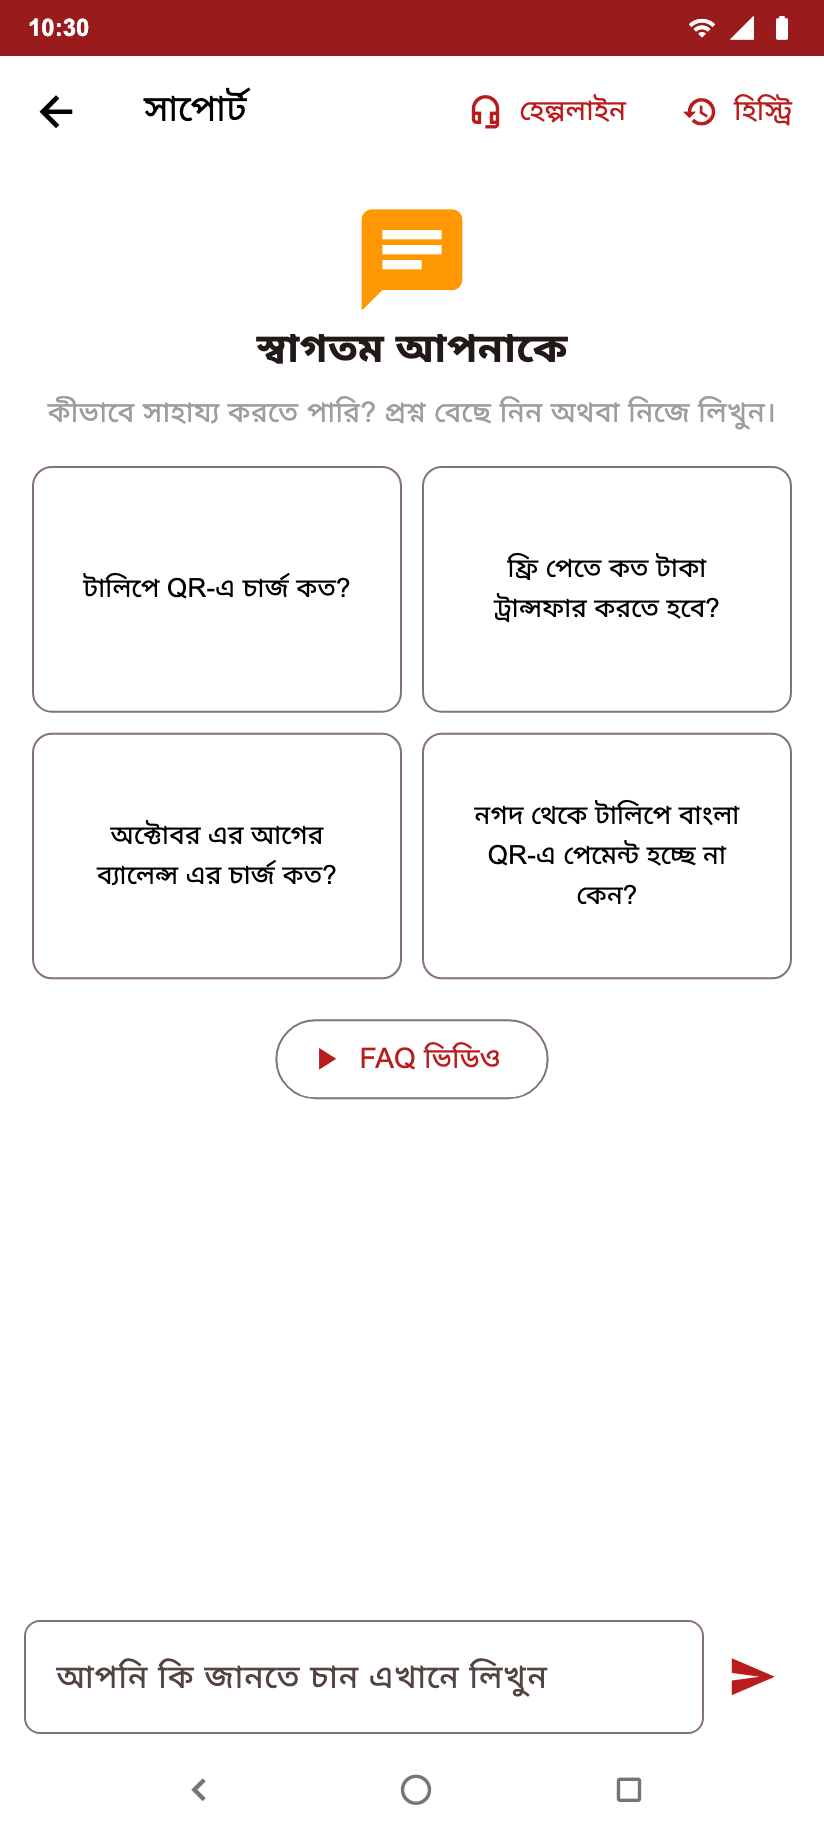 10:30
সাপোর্ট
হেল্পলাইন
হিস্ট্রি
স্বাগতম আপনাকে
কীভাবে সাহায্য করতে পারি? প্রশ্ন বেছে নিন অথবা নিজে লিখুন।
টালিপে QR-এ চার্জ কত?
ফ্রি পেতে কত টাকা
ট্রান্সফার করতে হবে?
অক্টোবর এর আগের
ব্যালেন্স এর চার্জ কত?
নগদ থেকে টালিপে বাংলা
QR-এ পেমেন্ট হচ্ছে না
কেন?
FAQ ভিডিও
আপনি কি জানতে চান এখানে লিখুন